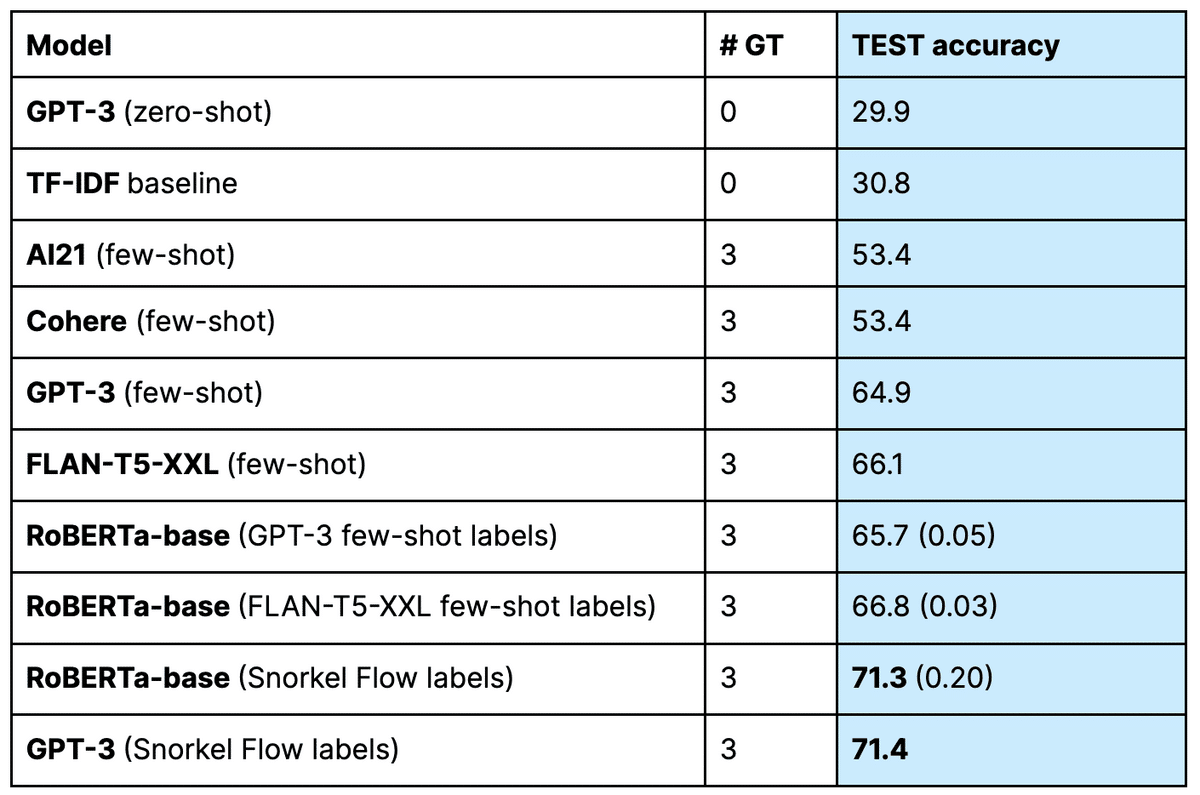 Model # GT TEST accuracy
GPT-3 (zero-shot) 0 29.9
TF-IDF baseline 0 30.8
AI21 (few-shot) 3 53.4
Cohere (few-shot) 3 53.4
GPT-3 (few-shot) 3 64.9
FLAN-T5-XXL (few-shot) 3 66.1
RoBERTa-base (GPT-3 few-shot labels) 3 65.7 (0.05)
RoBERTa-base (FLAN-T5-XXL few-shot labels) 3 66.8 (0.03)
RoBERTa-base (Snorkel Flow labels) 3 71.3 (0.20)
GPT-3 (Snorkel Flow labels) 3 71.4